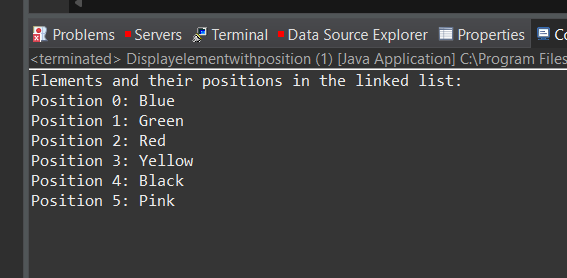 Problems Servers Terminal Data Source Explorer Properties
<terminated> Displayelementwithposition (1) [Java Application] C:\Program Files
Elements and their positions in the linked list:
Position 0: Blue
Position 1: Green
Position 2: Red
Position 3: Yellow
Position 4: Black
Position 5: Pink